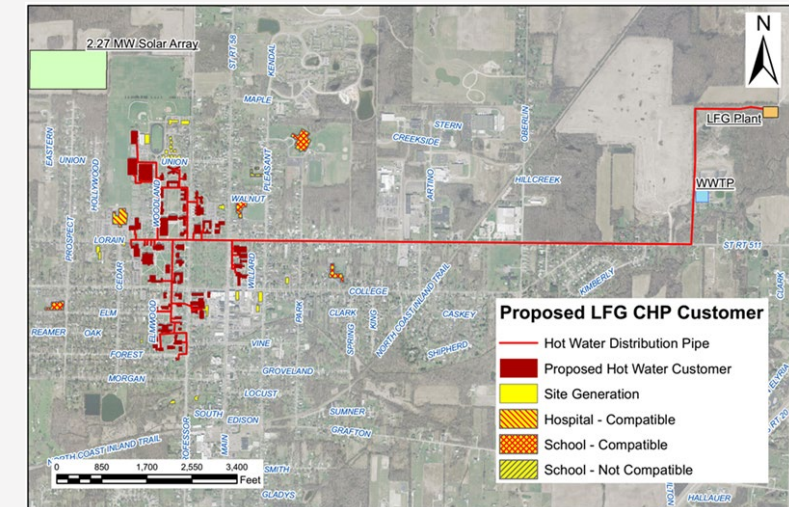 2.27 MW Solar Array
ST RT 58
KENDAL
N
MAPLE
LFG Plant
STERN
OBERLIN
CREEKSIDE
EASTERN
UNION
UNION
HOLLYWOOD
PLEASANT
ARTINO
HILLCREEK
WWTP
WOODLAND
WALNUT
PROSPECT
LORAIN
ST RT 511
CEDAR
WILLARD
KIMBERLY
COLLEGE
NORTH COAST INLAND TRAIL
CLARK
ELM
PARK
CLARK
KING
CASKEY
REAMER
OAK
ELMWOOD
SPRING
VINE
SHIPHERD
FOREST
GROVELAND
MORGAN
LOCUST
SOUTH
EDISON
SUMNER
GRAFTON
NORTH COAST INLAND TRAIL
ROFESSOR
MAIN
SMITH
GLADYS
0 850 1,700 2,550 3,400
Feet
Proposed LFG CHP Customer
Hot Water Distribution Pipe
Proposed Hot Water Customer
Site Generation
Hospital - Compatible
School - Compatible
School - Not Compatible
ELYRIA
RT 20
LTON
HALLAUER